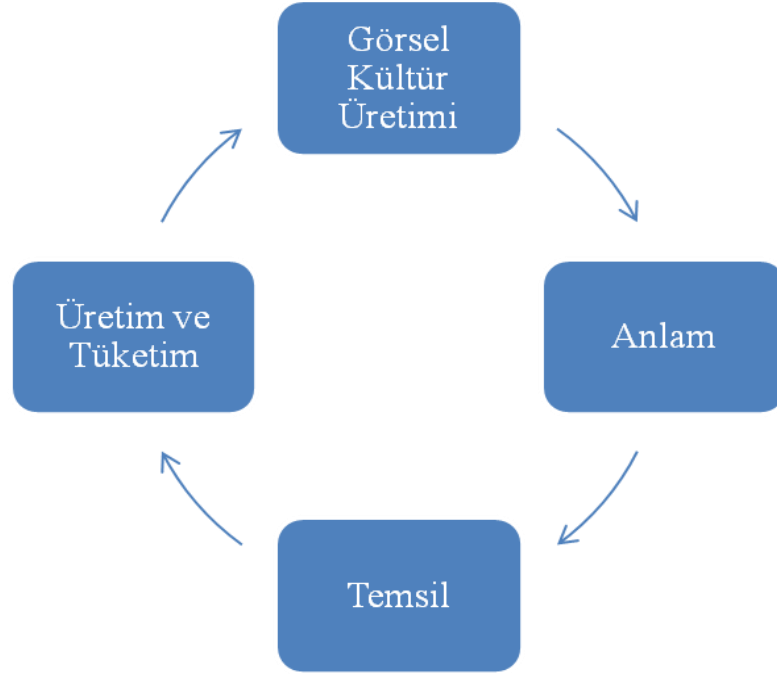 Görsel
Kültür
Üretimi
Üretim ve
Tüketim
Anlam
Temsil